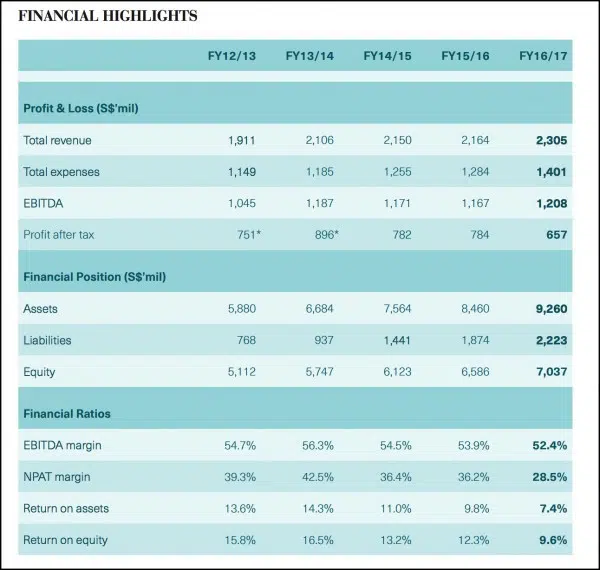 FINANCIAL HIGHLIGHTS
FY12/13 FY13/14 FY14/15 FY15/16 FY16/17
Profit & Loss (S$'mil)
Total revenue 1,911 2,106 2,150 2,164 2,305
Total expenses 1,149 1,185 1,255 1,284 1,401
EBITDA 1,045 1,187 1,171 1,167 1,208
Profit after tax 751* 896* 782 784 657
Financial Position (S$'mil)
Assets 5,880 6,684 7,564 8,460 9,260
Liabilities 768 937 1,441 1,874 2,223
Equity 5,112 5,747 6,123 6,586 7,037
Financial Ratios
EBITDA margin 54.7% 56.3% 54.5% 53.9% 52.4%
NPAT margin 39.3% 42.5% 36.4% 36.2% 28.5%
Return on assets 13.6% 14.3% 11.0% 9.8% 7.4%
Return on equity 15.8% 16.5% 13.2% 12.3% 9.6%